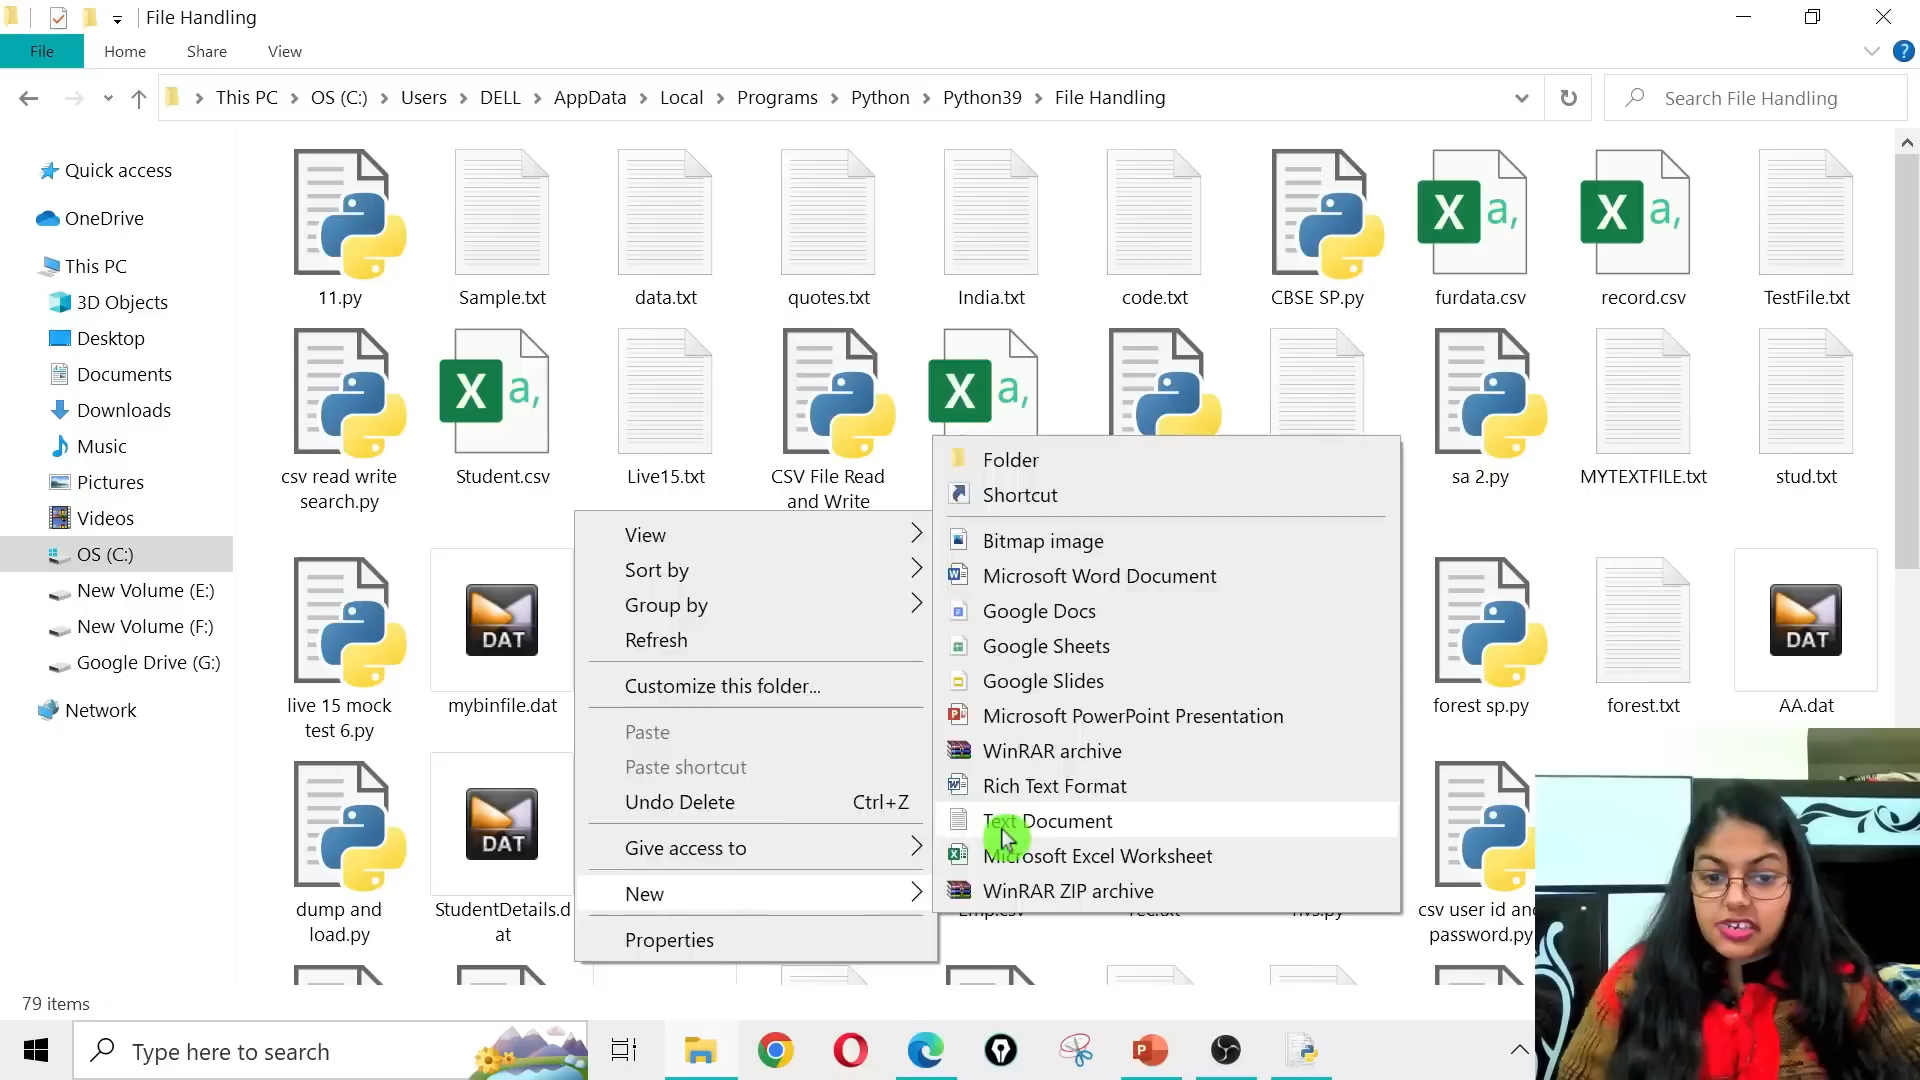 File Handling
File
Home
Share
View
This PC
OS (C:)
Users
DELL
AppData
Local
Programs
Python
Python39
File Handling
Search File Handling
Quick access
OneDrive
This PC
3D Objects
Desktop
Documents
Downloads
Music
Pictures
Videos
OS (C:)
New Volume (E:)
New Volume (F:)
Google Drive (G:)
Network
11.py
Sample.txt
data.txt
quotes.txt
India.txt
code.txt
CBSE SP.py
furdata.csv
record.csv
TestFile.txt
csv read write
search.py
Student.csv
Live15.txt
CSV File Read
and Write
sa 2.py
MYTEXTFILE.txt
stud.txt
live 15 mock
test 6.py
mybinfile.dat
forest sp.py
forest.txt
AA.dat
DAT
DAT
DAT
dump and
load.py
StudentDetails.d
at
csv user id and
password.py
View
Sort by
Group by
Refresh
Customize this folder...
Paste
Paste shortcut
Undo Delete Ctrl+Z
Give access to
New
Properties
Folder
Shortcut
Bitmap image
Microsoft Word Document
Google Docs
Google Sheets
Google Slides
Microsoft PowerPoint Presentation
WinRAR archive
Rich Text Format
Text Document
Microsoft Excel Worksheet
WinRAR ZIP archive
79 items
Type here to search